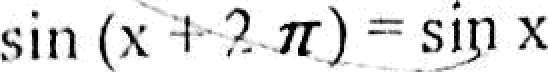 sin (x + 2 π) = sin x